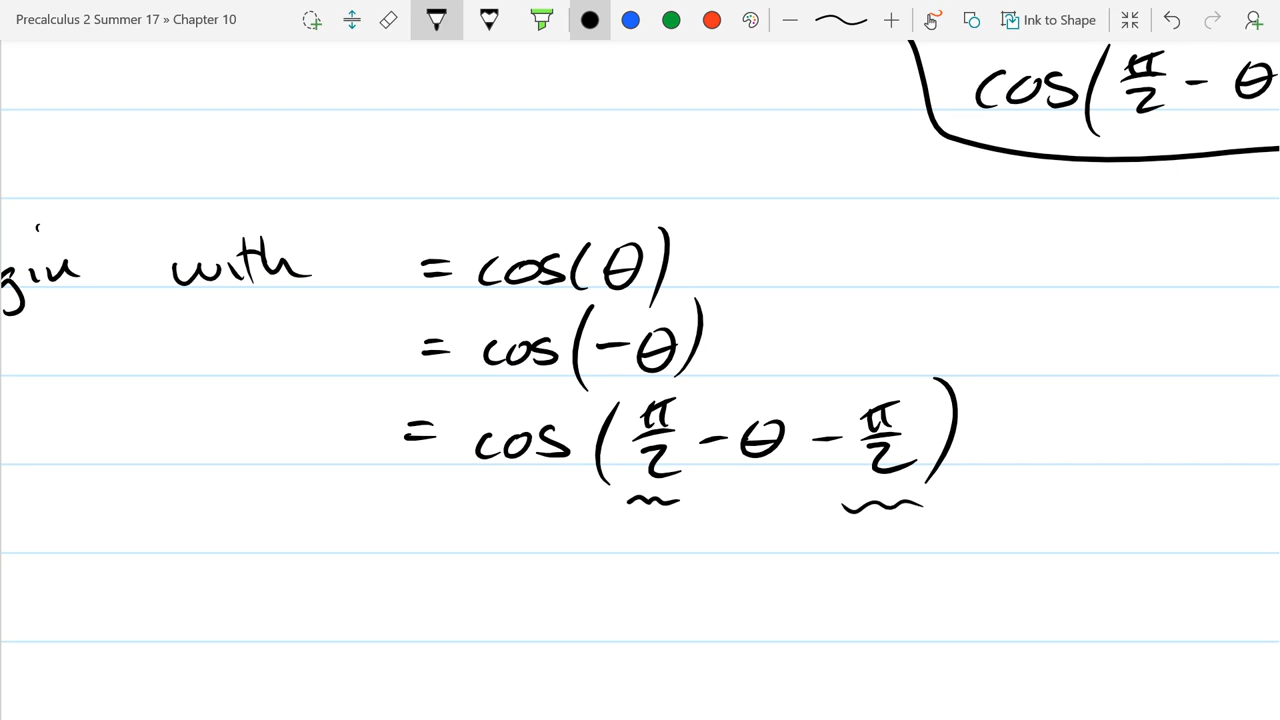 Precalculus 2 Summer 17 » Chapter 10
Ink to Shape
cos(π/2 - θ
with = cos(θ)
= cos(-θ)
= cos(π/2 - θ - π/2)